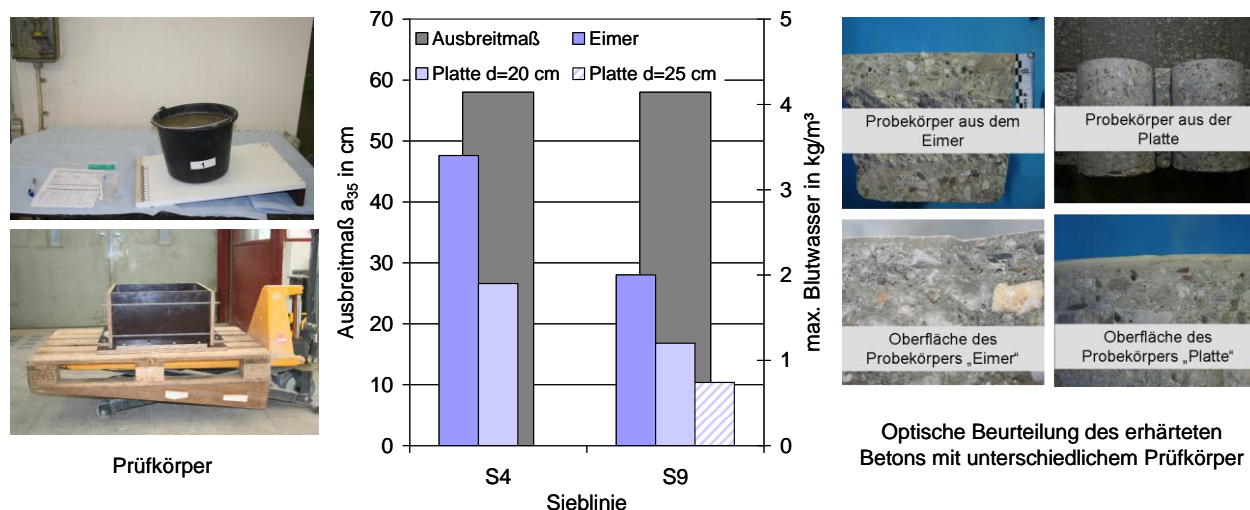 1
Prüfkörper
70
60
50
40
30
20
10
0
Ausbreitmaß a35 in cm
Ausbreitmaß
Eimer
Platte d=20 cm
Platte d=25 cm
5
4
3
2
1
0
max. Blutwasser in kg/m³
S4
S9
Sieblinie
Probekörper aus dem
Eimer
Probekörper aus der
Platte
Oberfläche des
Probekörpers „Eimer“
Oberfläche des
Probekörpers „Platte“
Optische Beurteilung des erhärteten
Betons mit unterschiedlichem Prüfkörper